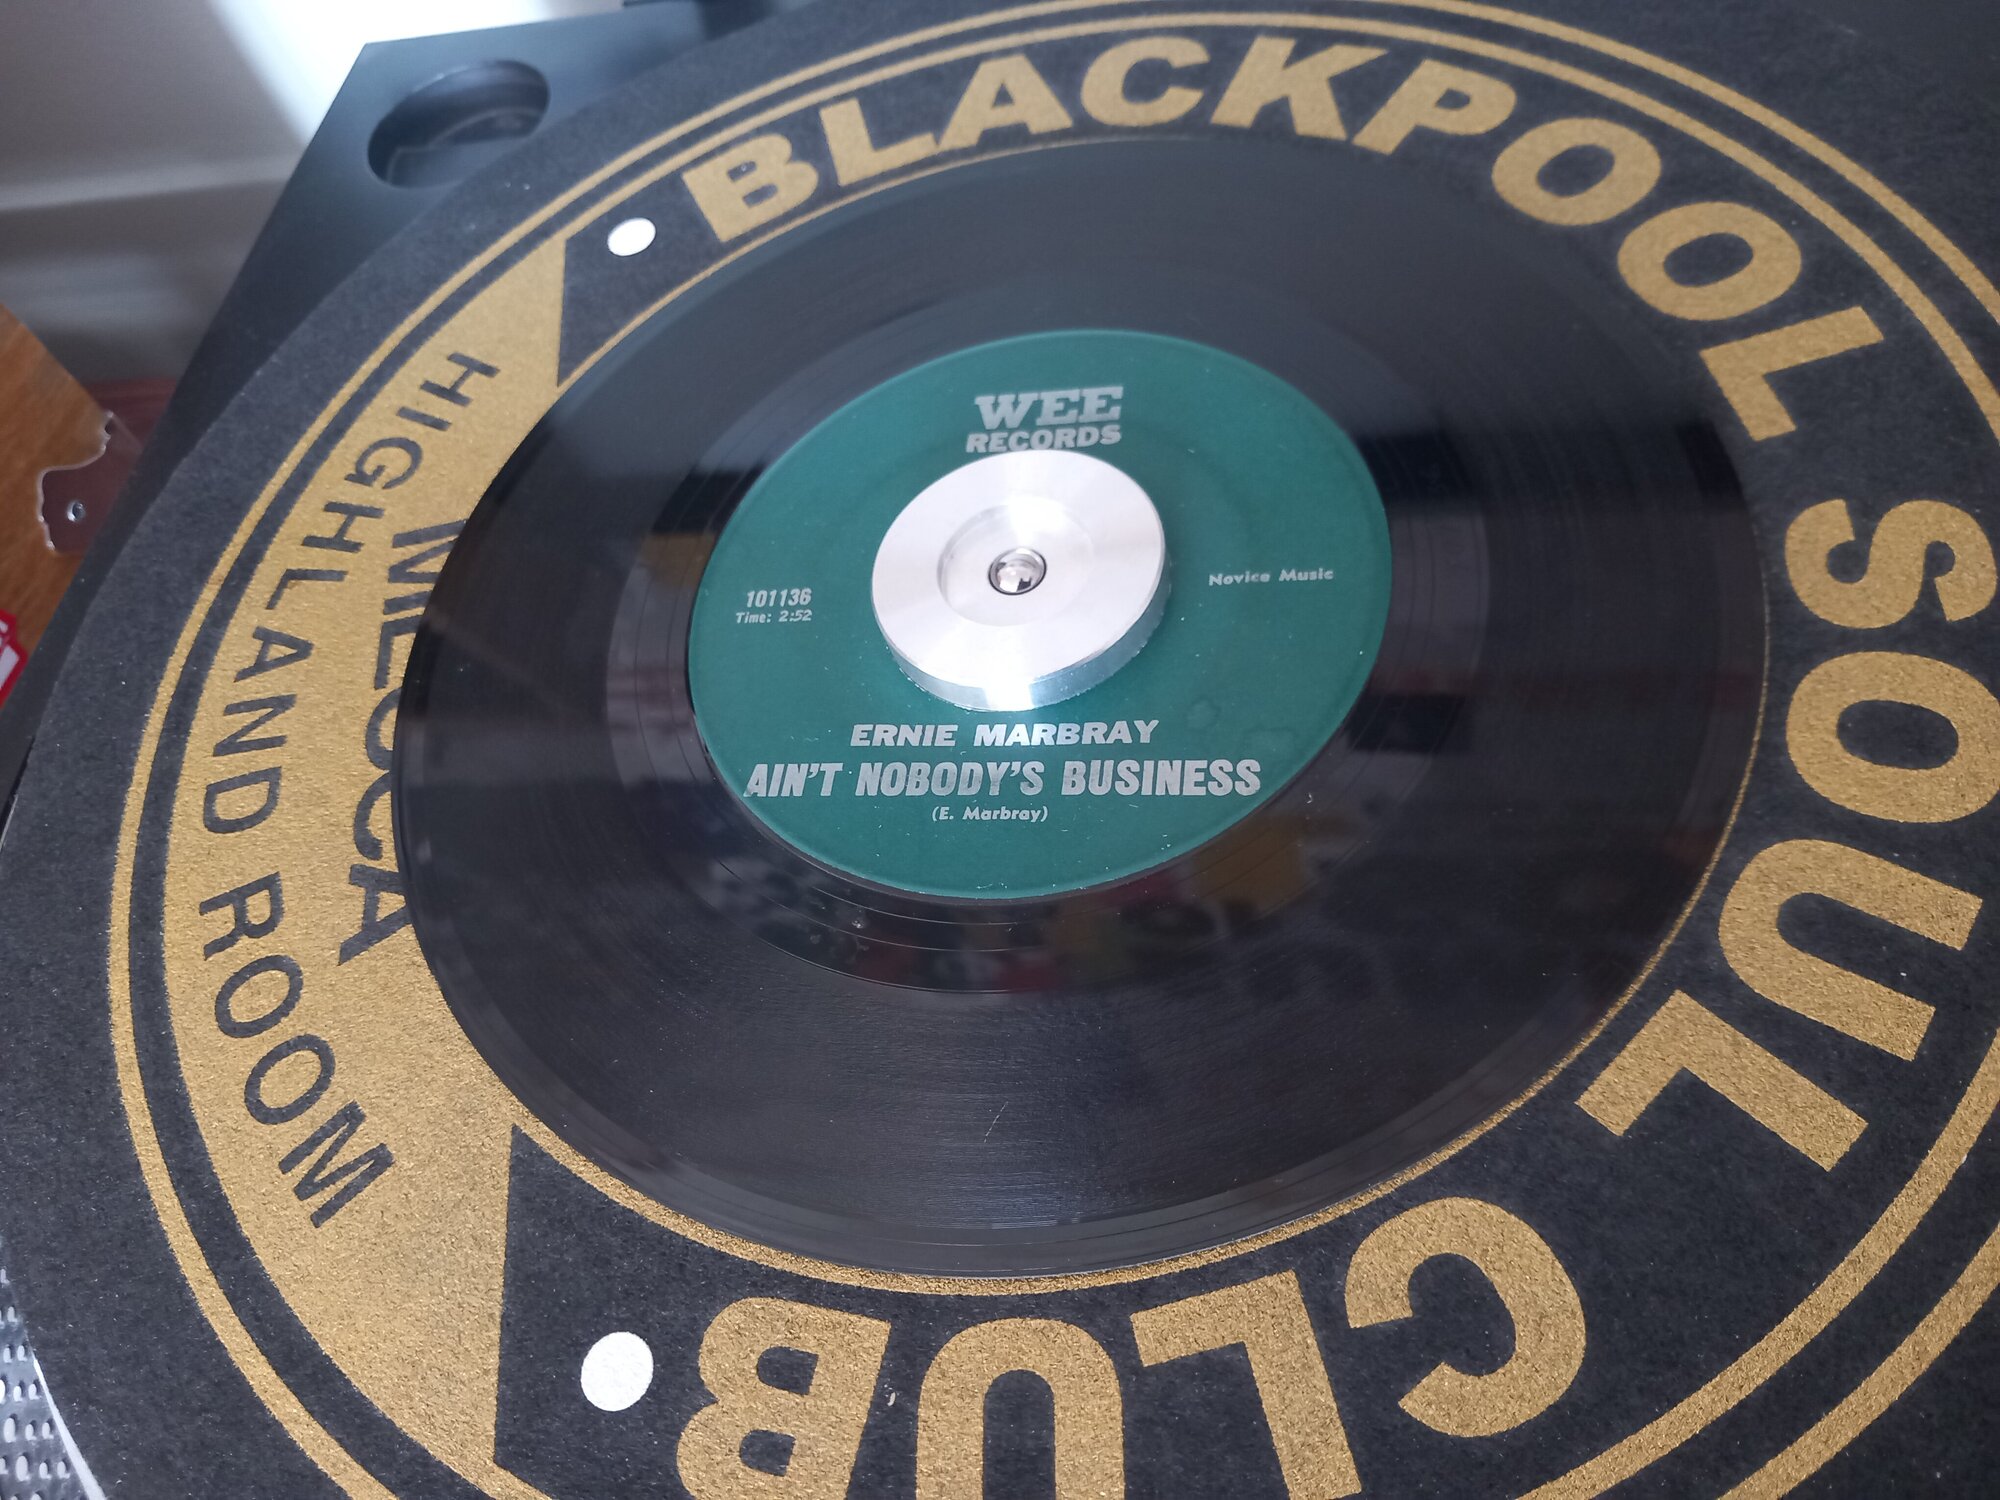 BLACKPOOL SOUL CLUB
HIGHLAND ROOM
WEE
RECORDS
101136
Time: 2:52
Novice Music
ERNIE MARBRAY
AIN'T NOBODY'S BUSINESS
(E. Marbray)